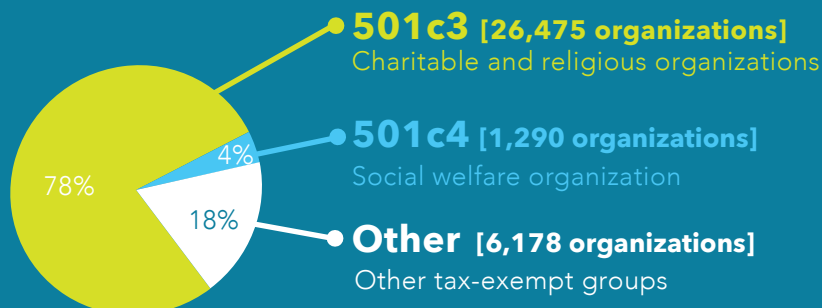 501c3 [26,475 organizations]
Charitable and religious organizations
501c4 [1,290 organizations]
Social welfare organization
Other [6,178 organizations]
Other tax-exempt groups
78%
4%
18%